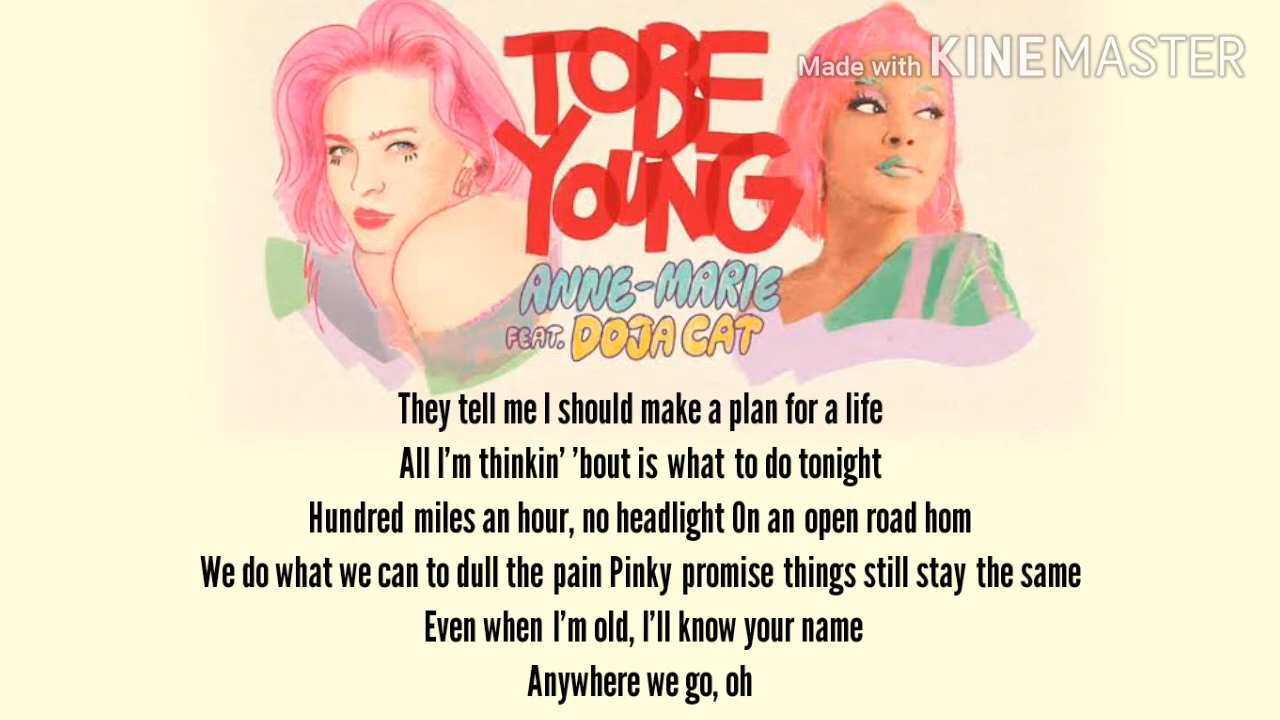 Made with KINEMASTER
TO BE
YOUNG
ANNE-MARIE
FEAT. DOJA CAT
They tell me I should make a plan for a life
All I'm thinkin' 'bout is what to do tonight
Hundred miles an hour, no headlight On an open road hom
We do what we can to dull the pain Pinky promise things still stay the same
Even when I'm old, I'll know your name
Anywhere we go, oh